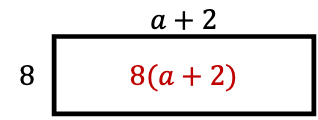 a + 2
8 8(a + 2)